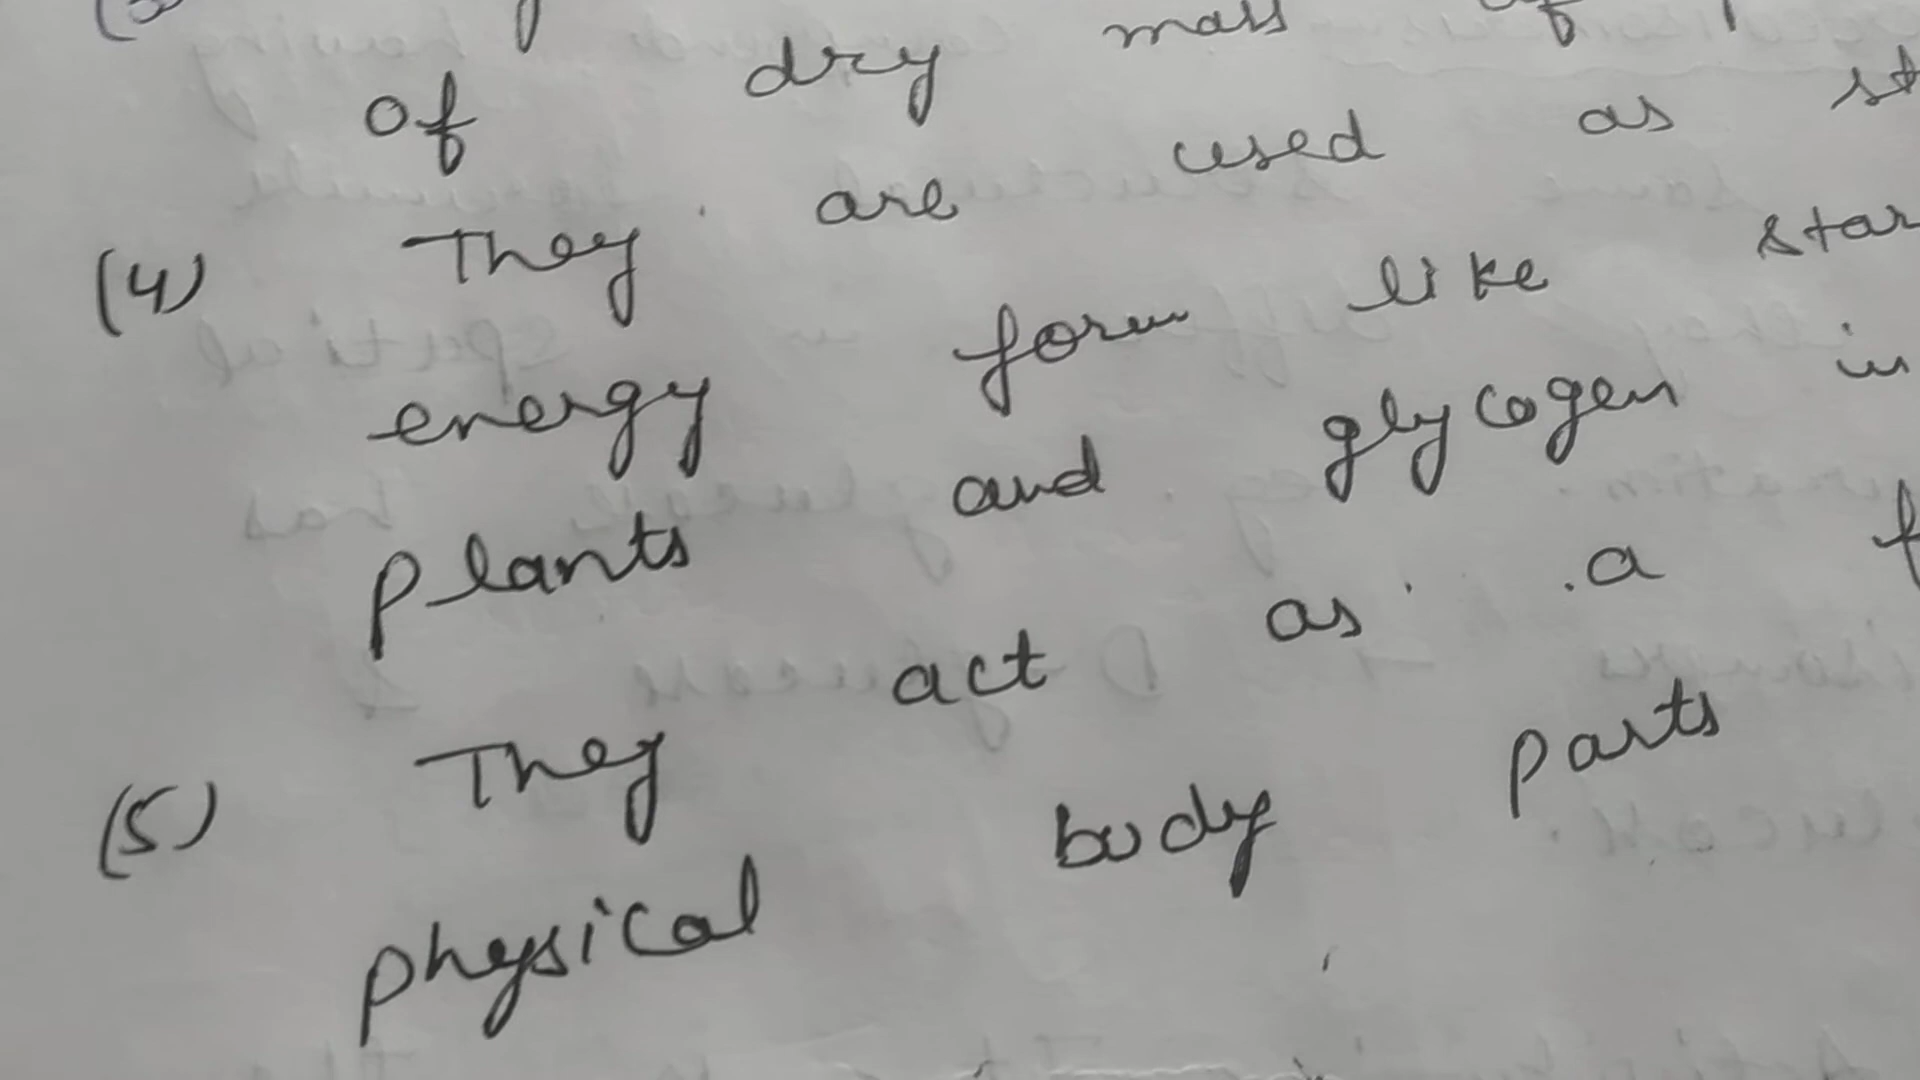 of dry mass of
(4) They are used as
energy form like
plants and glycogen in
(5) They act as a
physical body parts